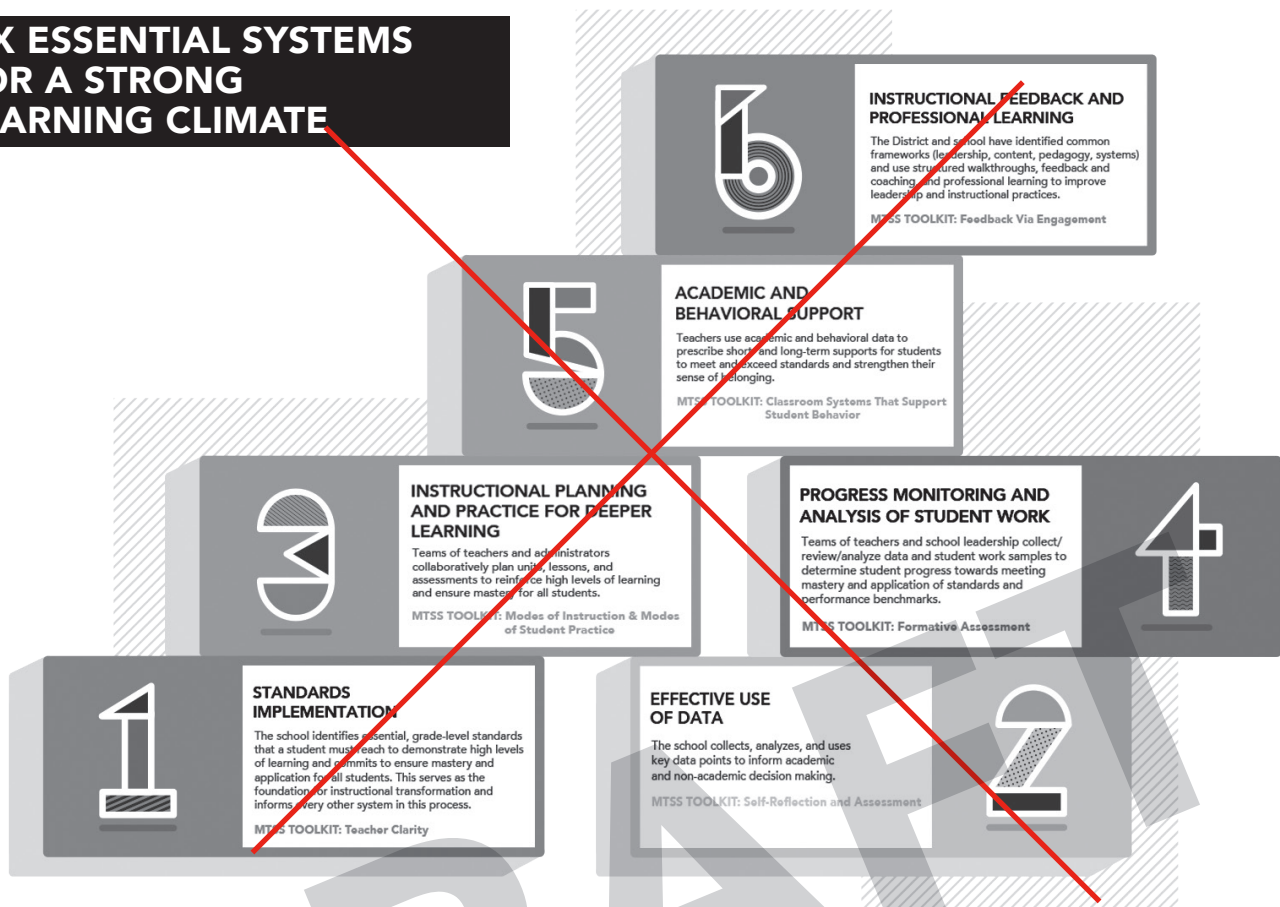 X ESSENTIAL SYSTEMS
OR A STRONG
ARNING CLIMATE
6
INSTRUCTIONAL FEEDBACK AND
PROFESSIONAL LEARNING
The District and school have identified common
frameworks (leadership, content, pedagogy, systems)
and use structured walkthroughs, feedback and
coaching, and professional learning to improve
leadership and instructional practices.
MTSS TOOLKIT: Feedback Via Engagement
5
ACADEMIC AND
BEHAVIORAL SUPPORT
Teachers use academic and behavioral data to
prescribe short- and long-term supports for students
to meet and exceed standards and strengthen their
sense of belonging.
MTSS TOOLKIT: Classroom Systems That Support
Student Behavior
3
INSTRUCTIONAL PLANNING
AND PRACTICE FOR DEEPER
LEARNING
Teams of teachers and administrators
collaboratively plan units, lessons, and
assessments to reinforce high levels of learning
and ensure mastery for all students.
MTSS TOOLKIT: Modes of Instruction & Modes
of Student Practice
4
PROGRESS MONITORING AND
ANALYSIS OF STUDENT WORK
Teams of teachers and school leadership collect/
review/analyze data and student work samples to
determine student progress towards meeting
mastery and application of standards and
performance benchmarks.
MTSS TOOLKIT: Formative Assessment
1
STANDARDS
IMPLEMENTATION
The school identifies essential, grade-level standards
that a student must reach to demonstrate high levels
of learning and commits to ensure mastery and
application for all students. This serves as the
foundation for instructional transformation and
informs every other system in this process.
MTSS TOOLKIT: Teacher Clarity
2
EFFECTIVE USE
OF DATA
The school collects, analyzes, and uses
key data points to inform academic
and non-academic decision making.
MTSS TOOLKIT: Self-Reflection and Assessment
RAFT